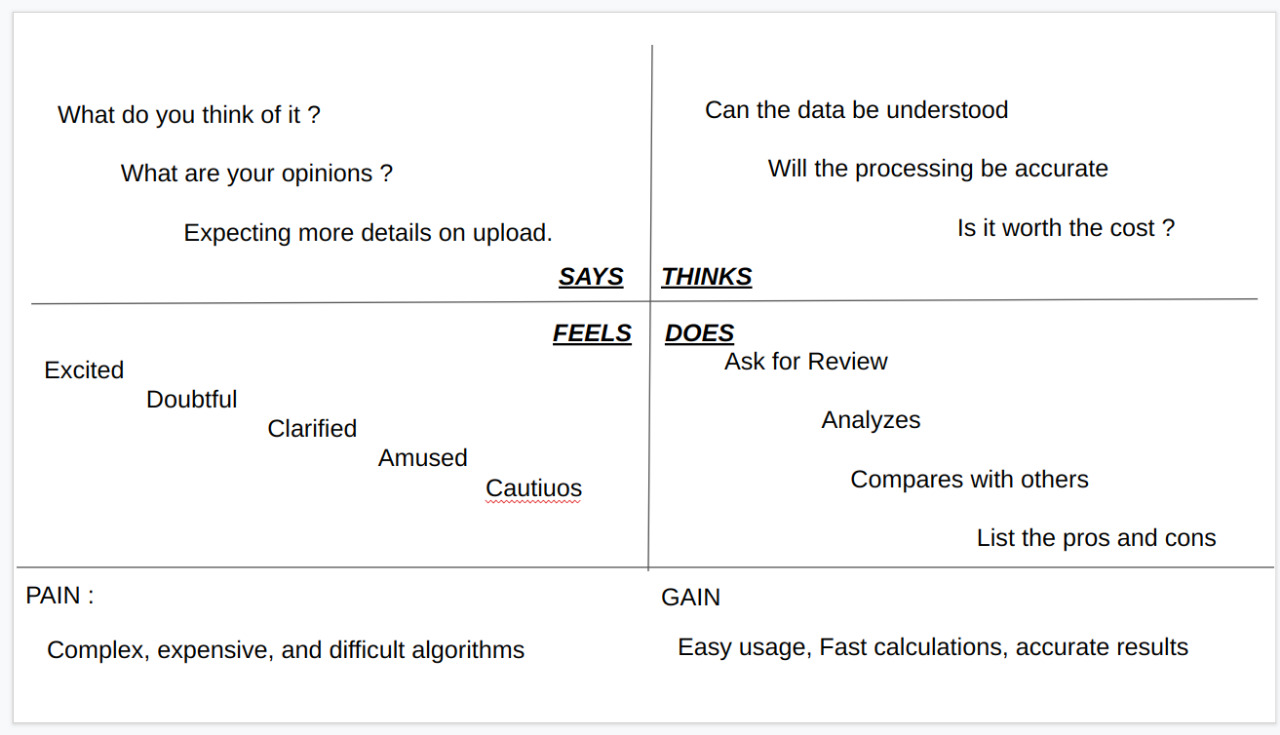 What do you think of it ?
What are your opinions ?
Expecting more details on upload.
SAYS
Can the data be understood
Will the processing be accurate
Is it worth the cost ?
THINKS
FEELS
Excited
Doubtful
Clarified
Amused
Cautiuos
DOES
Ask for Review
Analyzes
Compares with others
List the pros and cons
PAIN :
Complex, expensive, and difficult algorithms
GAIN
Easy usage, Fast calculations, accurate results